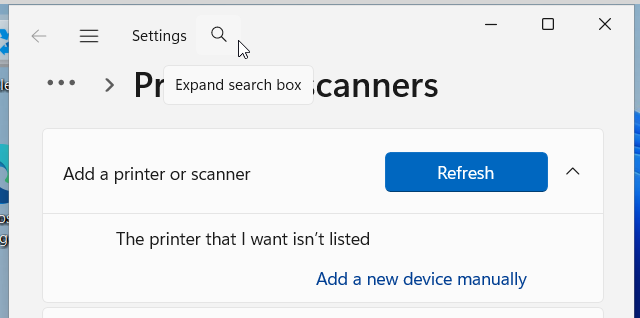 Settings
Expand search box
Pr canners
Add a printer or scanner
Refresh
The printer that I want isn’t listed
Add a new device manually